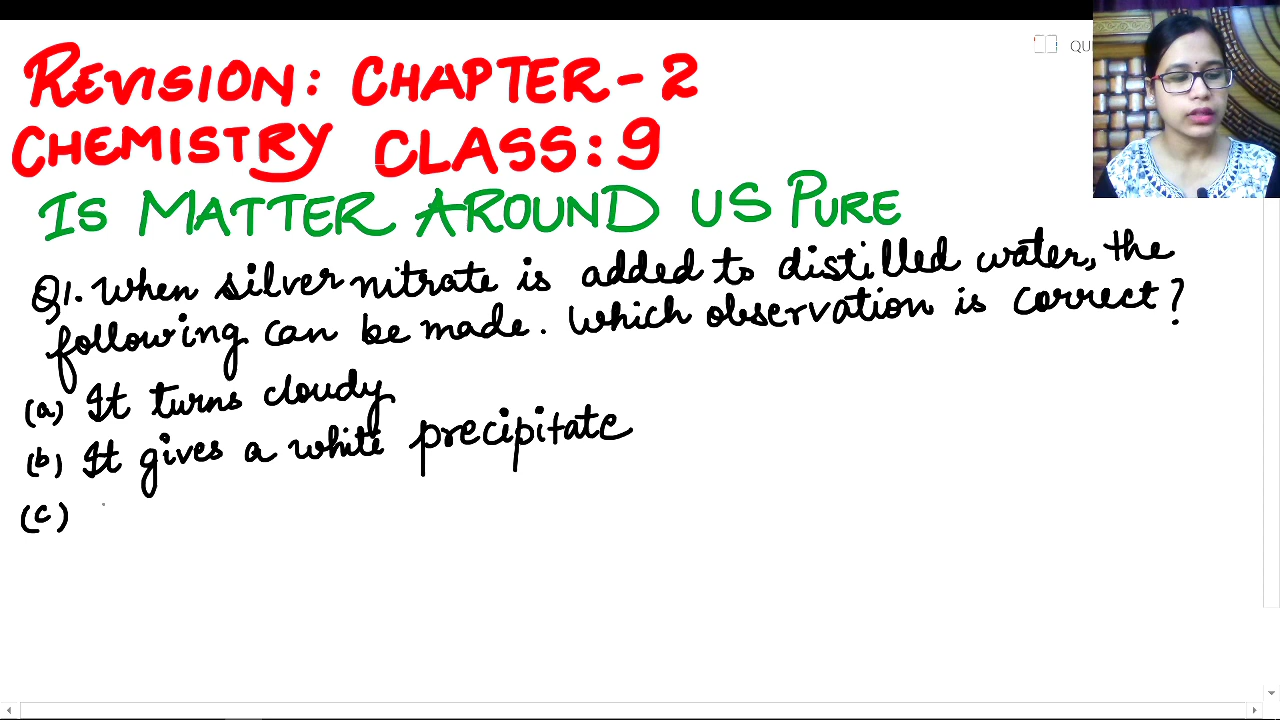 REVISION: CHAPTER-2
CHEMISTRY CLASS:9
IS MATTER AROUND US PURE
Q1. When silver nitrate is added to distilled water, the
following can be made. Which observation is correct?
(a) It turns cloudy
(b) It gives a white precipitate
(c)